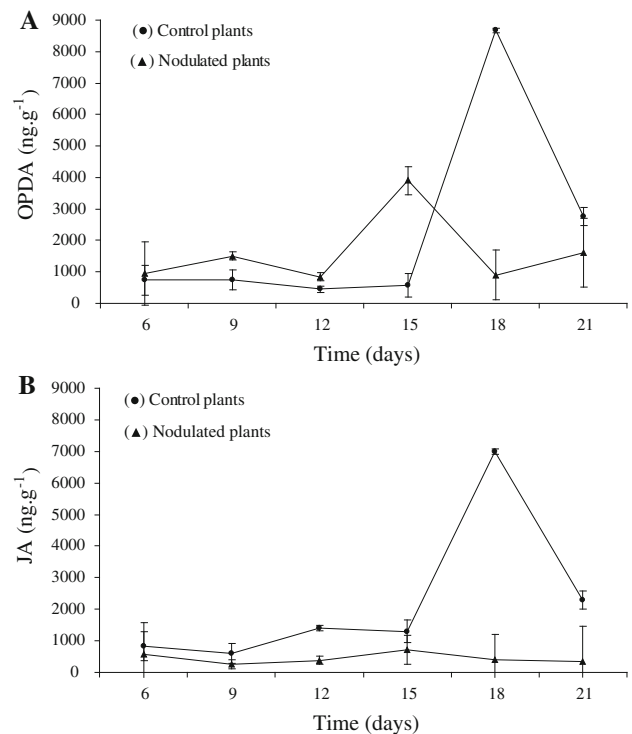 A
9000
8000
7000
6000
5000
4000
3000
2000
1000
0
OPDA (ng.g-1)
(●) Control plants
(▲) Nodulated plants
6 9 12 15 18 21
Time (days)
B
9000
8000
7000
6000
5000
4000
3000
2000
1000
0
JA (ng.g-1)
(●) Control plants
(▲) Nodulated plants
6 9 12 15 18 21
Time (days)